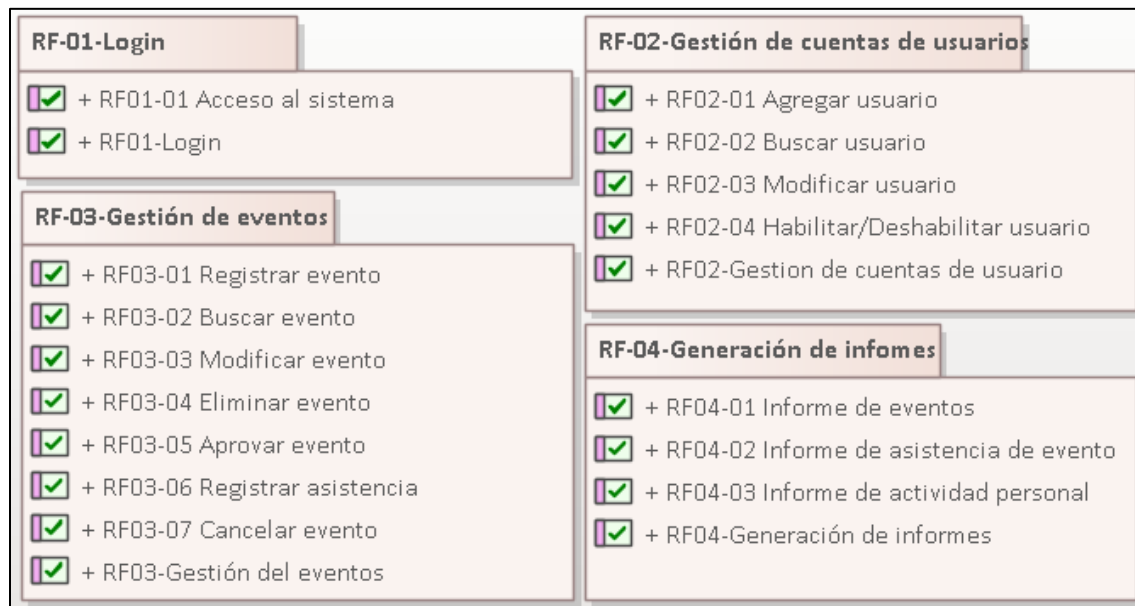 RF-01-Login
+ RF01-01 Acceso al sistema
+ RF01-Login
RF-03-Gestión de eventos
+ RF03-01 Registrar evento
+ RF03-02 Buscar evento
+ RF03-03 Modificar evento
+ RF03-04 Eliminar evento
+ RF03-05 Aprovar evento
+ RF03-06 Registrar asistencia
+ RF03-07 Cancelar evento
+ RF03-Gestión del eventos
RF-02-Gestión de cuentas de usuarios
+ RF02-01 Agregar usuario
+ RF02-02 Buscar usuario
+ RF02-03 Modificar usuario
+ RF02-04 Habilitar/Deshabilitar usuario
+ RF02-Gestion de cuentas de usuario
RF-04-Generación de infomes
+ RF04-01 Informe de eventos
+ RF04-02 Informe de asistencia de evento
+ RF04-03 Informe de actividad personal
+ RF04-Generación de informes